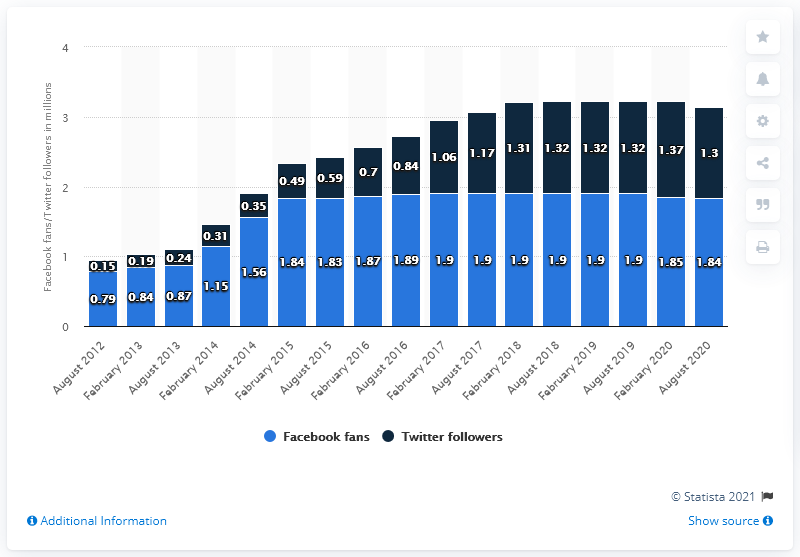 4
3
2
1
0
Facebook fans/Twitter followers in millions
0.15 0.19 0.24 0.31 0.35 0.49 0.59 0.7 0.84 1.06 1.17 1.31 1.32 1.32 1.32 1.37 1.3
0.79 0.84 0.87 1.15 1.56 1.84 1.83 1.87 1.89 1.9 1.9 1.9 1.9 1.9 1.9 1.85 1.84
August 2012
February 2013
August 2013
February 2014
August 2014
February 2015
August 2015
February 2016
August 2016
February 2017
August 2017
February 2018
August 2018
February 2019
August 2019
February 2020
August 2020
Facebook fans Twitter followers
© Statista 2021
Additional Information Show source